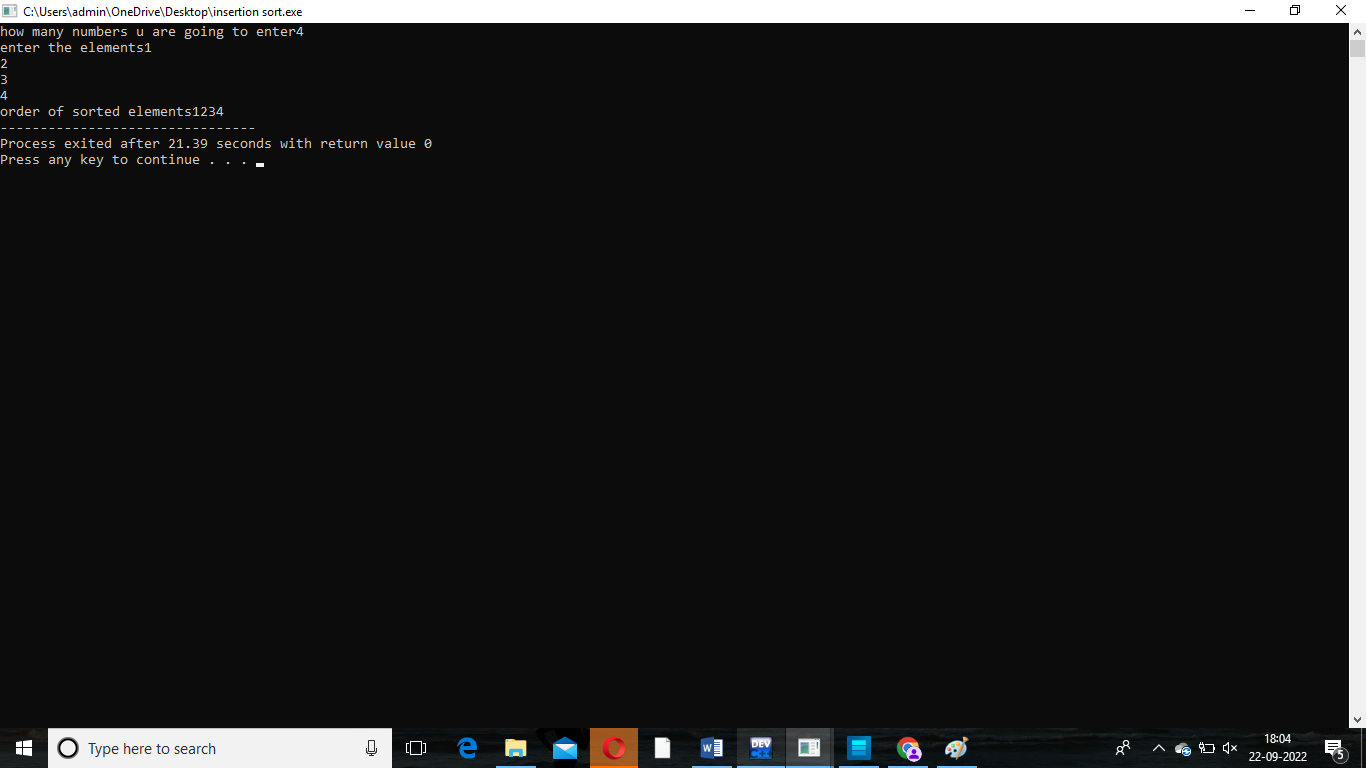 C:\Users\admin\OneDrive\Desktop\insertion sort.exe
how many numbers u are going to enter4
enter the elements1
2
3
4
order of sorted elements1234
--------------------------------
Process exited after 21.39 seconds with return value 0
Press any key to continue . . .
Type here to search
DEV
18:04
22-09-2022
5